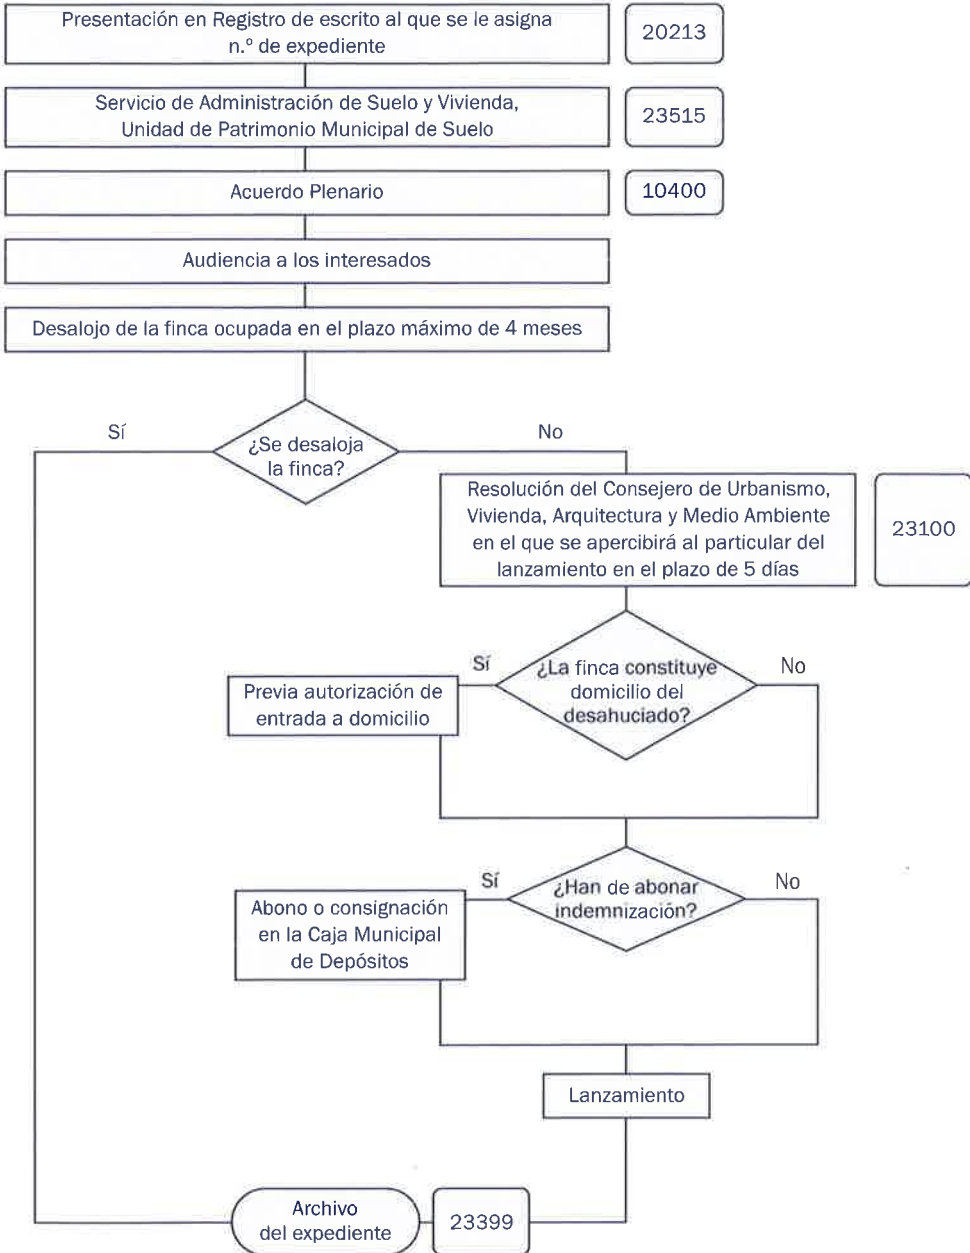 Presentación en Registro de escrito al que se le asigna
n.º de expediente
20213
Servicio de Administración de Suelo y Vivienda,
Unidad de Patrimonio Municipal de Suelo
23515
Acuerdo Plenario
10400
Audiencia a los interesados
Desalojo de la finca ocupada en el plazo máximo de 4 meses
Sí
¿Se desaloja
la finca?
No
Resolución del Consejero de Urbanismo,
Vivienda, Arquitectura y Medio Ambiente
en el que se apercibirá al particular del
lanzamiento en el plazo de 5 días
23100
Sí
¿La finca constituye
domicilio del
desahuciado?
No
Previa autorización de
entrada a domicilio
Sí
¿Han de abonar
indemnización?
No
Abono o consignación
en la Caja Municipal
de Depósitos
Lanzamiento
Archivo
del expediente
23399